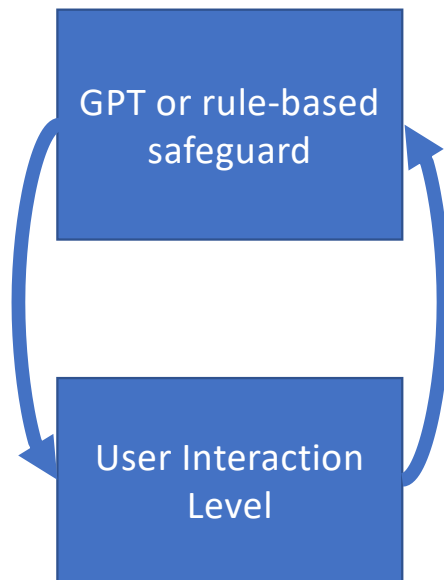 GPT or rule-based
safeguard
User Interaction
Level